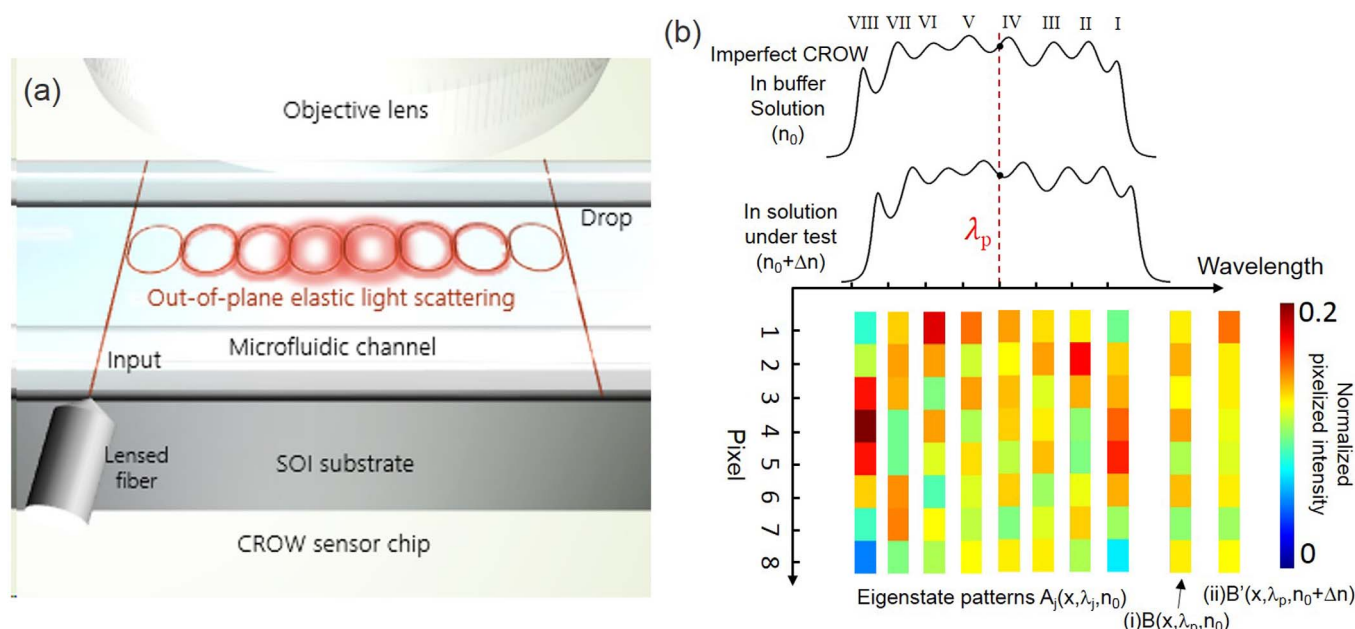 (a)
Objective lens
Drop
Out-of-plane elastic light scattering
Microfluidic channel
Input
Lensed
fiber
SOI substrate
CROW sensor chip
(b)
VIII VII VI V IV III II I
Imperfect CROW
In buffer
Solution
(n₀)
In solution
under test
(n₀+Δn)
λp
Wavelength
Pixel
1
2
3
4
5
6
7
8
0.2
0
Normalized
pixelized intensity
Eigenstate patterns Aj(x,λj,n₀)
(i)B(x,λp,n₀)
(ii)B'(x,λp,n₀+Δn)